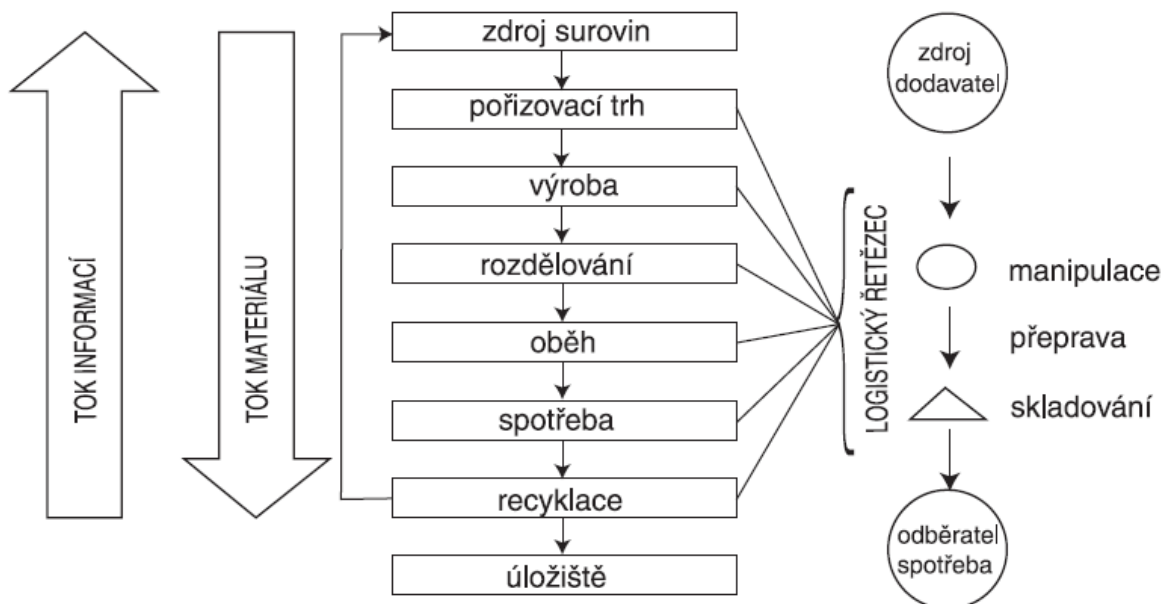 TOK INFORMACÍ
TOK MATERIÁLU
zdroj surovin
pořizovací trh
výroba
rozdělování
oběh
spotřeba
recyklace
úložiště
LOGISTICKÝ ŘETĚZEC
zdroj
dodavatel
manipulace
přeprava
skladování
odběratel
spotřeba